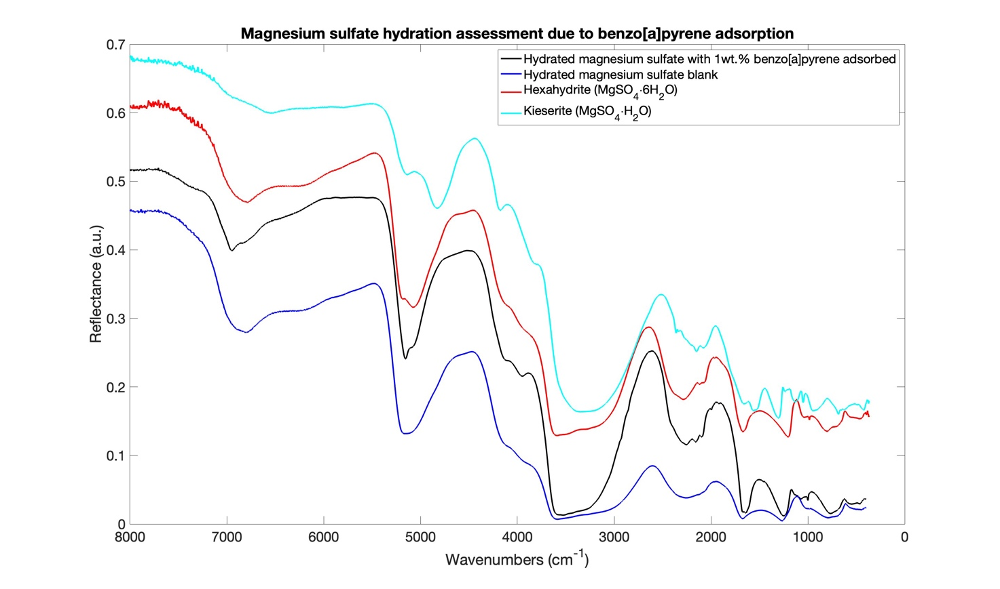 Magnesium sulfate hydration assessment due to benzo[a]pyrene adsorption
Hydrated magnesium sulfate with 1wt.% benzo[a]pyrene adsorbed
Hydrated magnesium sulfate blank
Hexahydrite (MgSO4·6H2O)
Kieserite (MgSO4·H2O)
Reflectance (a.u.)
0.7
0.6
0.5
0.4
0.3
0.2
0.1
0
8000 7000 6000 5000 4000 3000 2000 1000 0
Wavenumbers (cm-1)